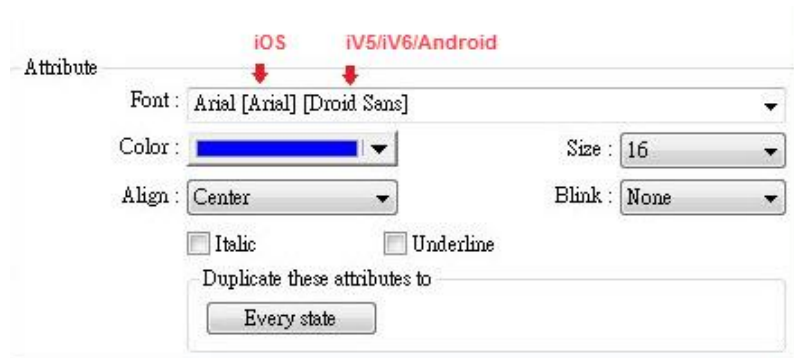 iOS iV5/iV6/Android
Attribute
Font : Arial [Arial] [Droid Sans]
Color : Size : 16
Align : Center Blink : None
Italic Underline
Duplicate these attributes to
Every state